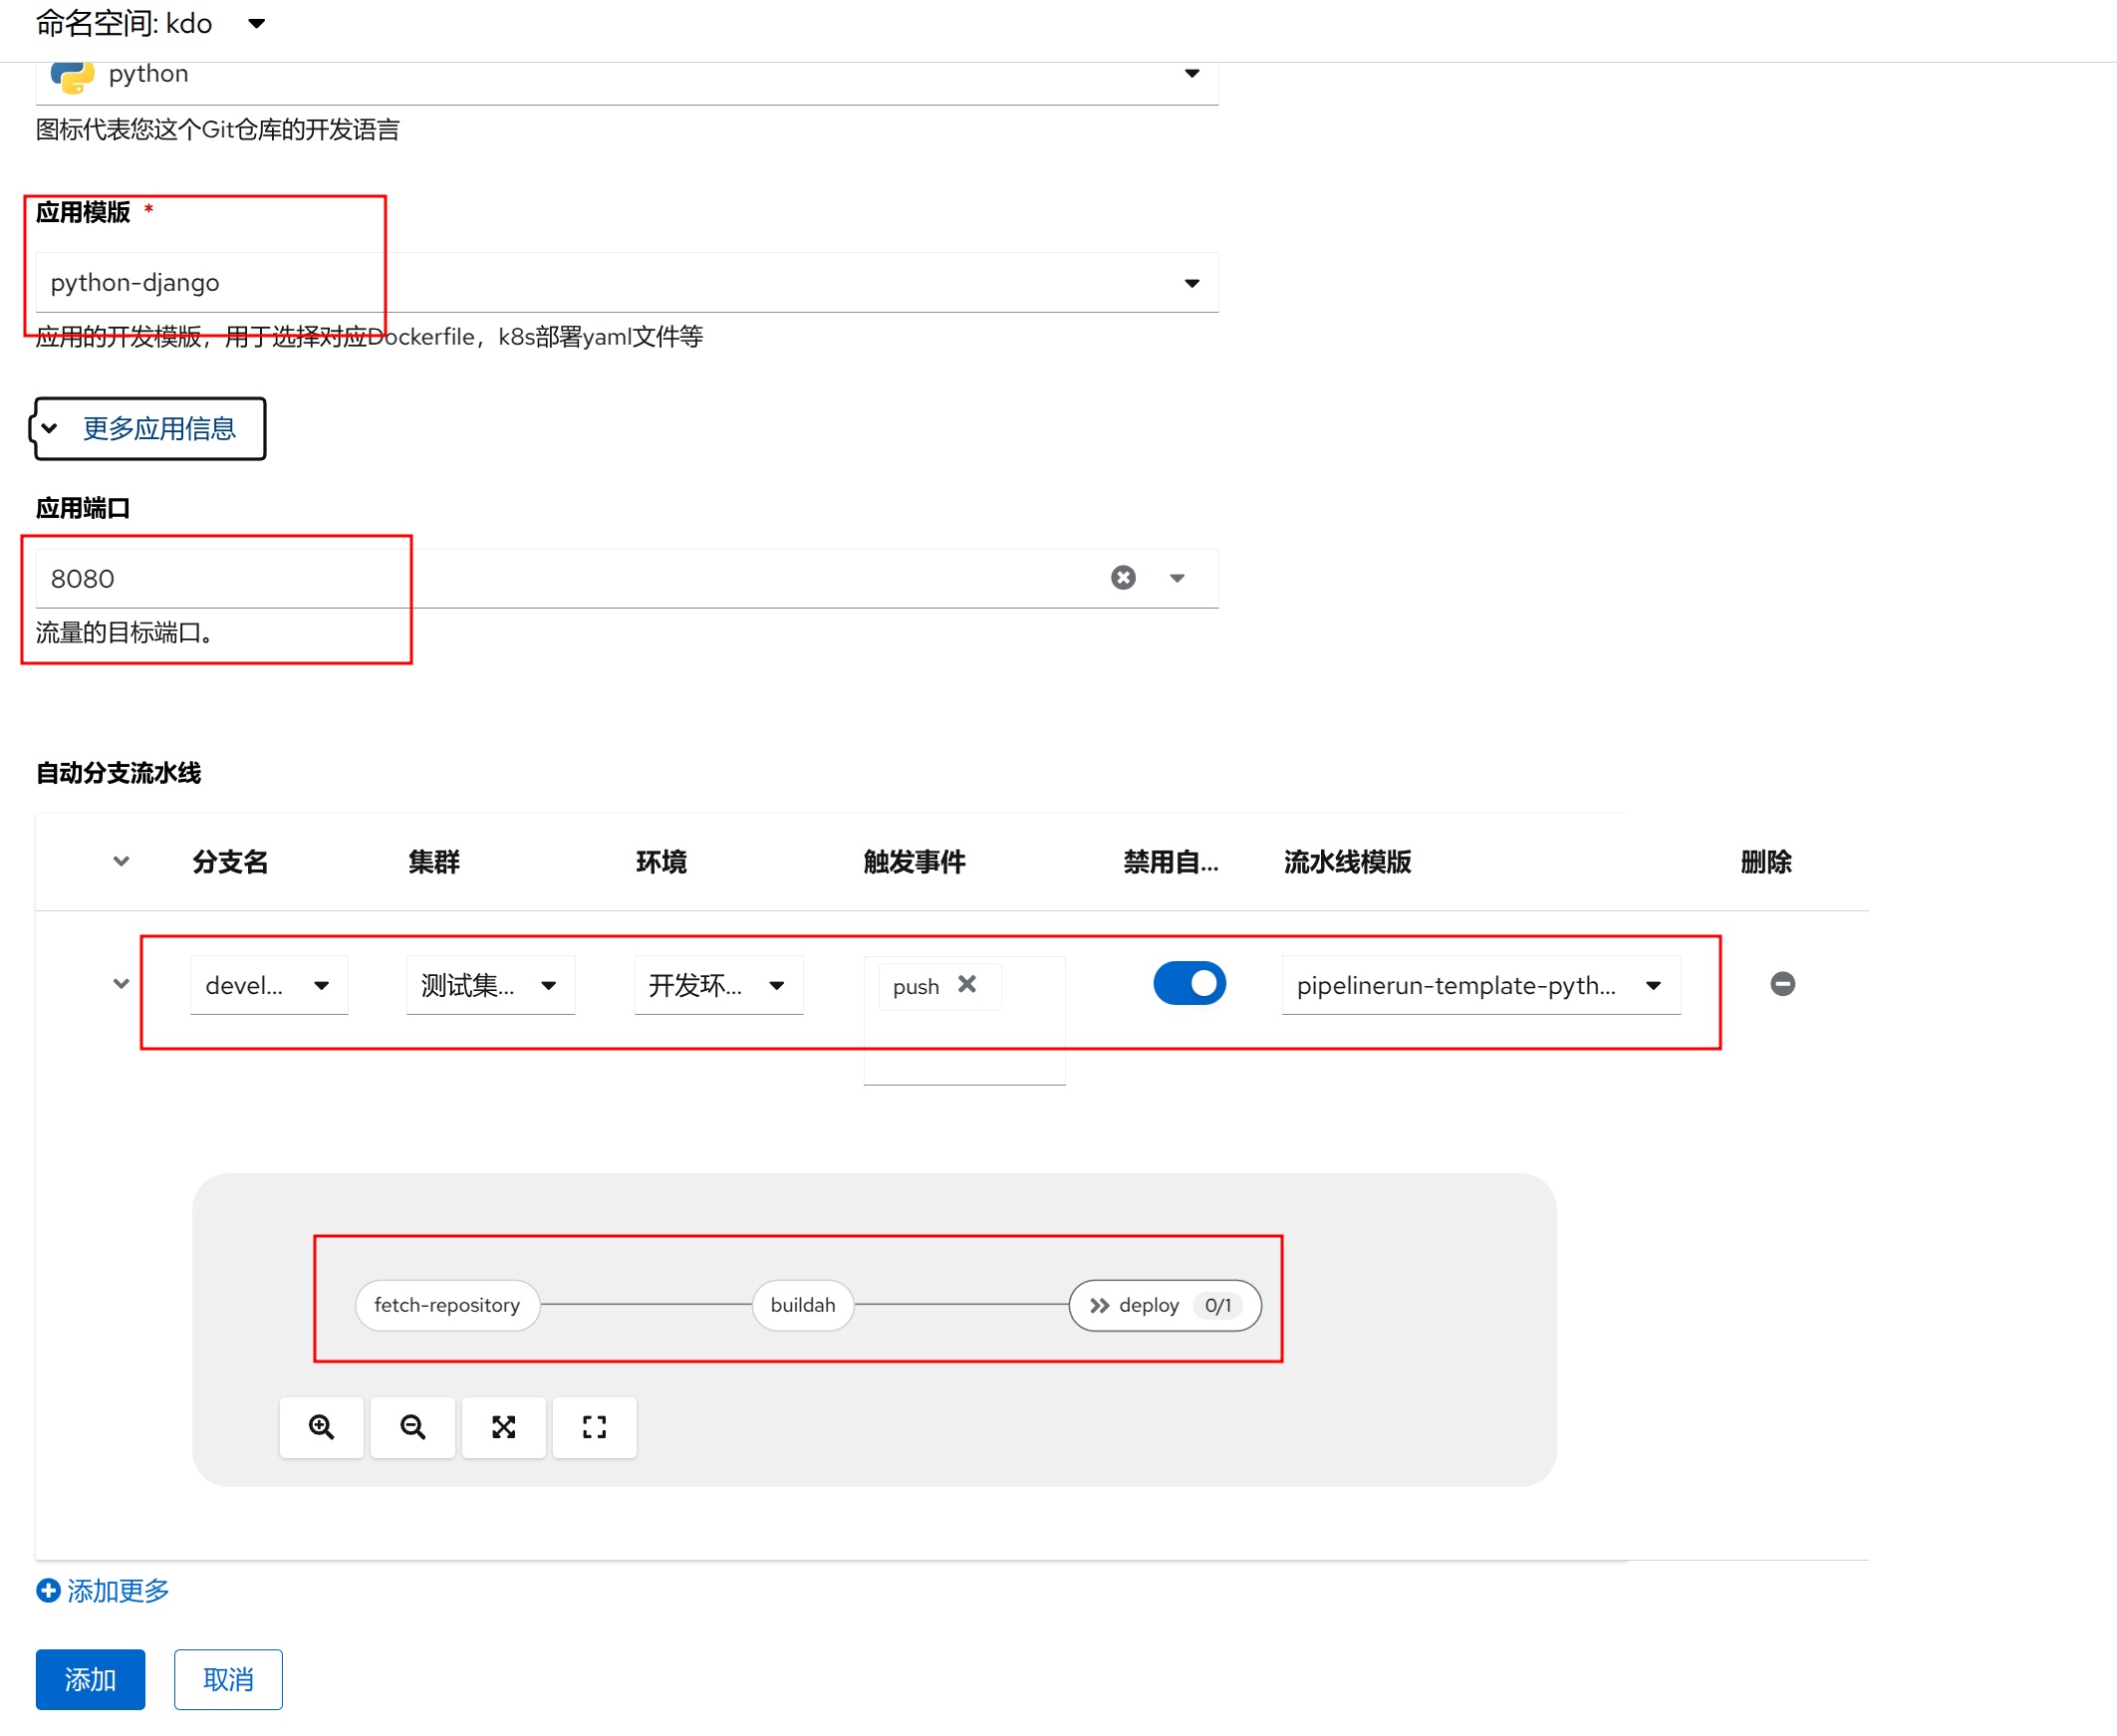 命名空间: kdo
python
图标代表您这个Git仓库的开发语言
应用模版 *
python-django
应用的开发模版，用于选择对应Dockerfile，k8s部署yaml文件等
更多应用信息
应用端口
8080
流量的目标端口。
自动分支流水线
分支名 集群 环境 触发事件 禁用自... 流水线模版 删除
devel... 测试集... 开发环... push pipelinerun-template-pyth...
fetch-repository buildah deploy 0/1
添加更多
添加 取消